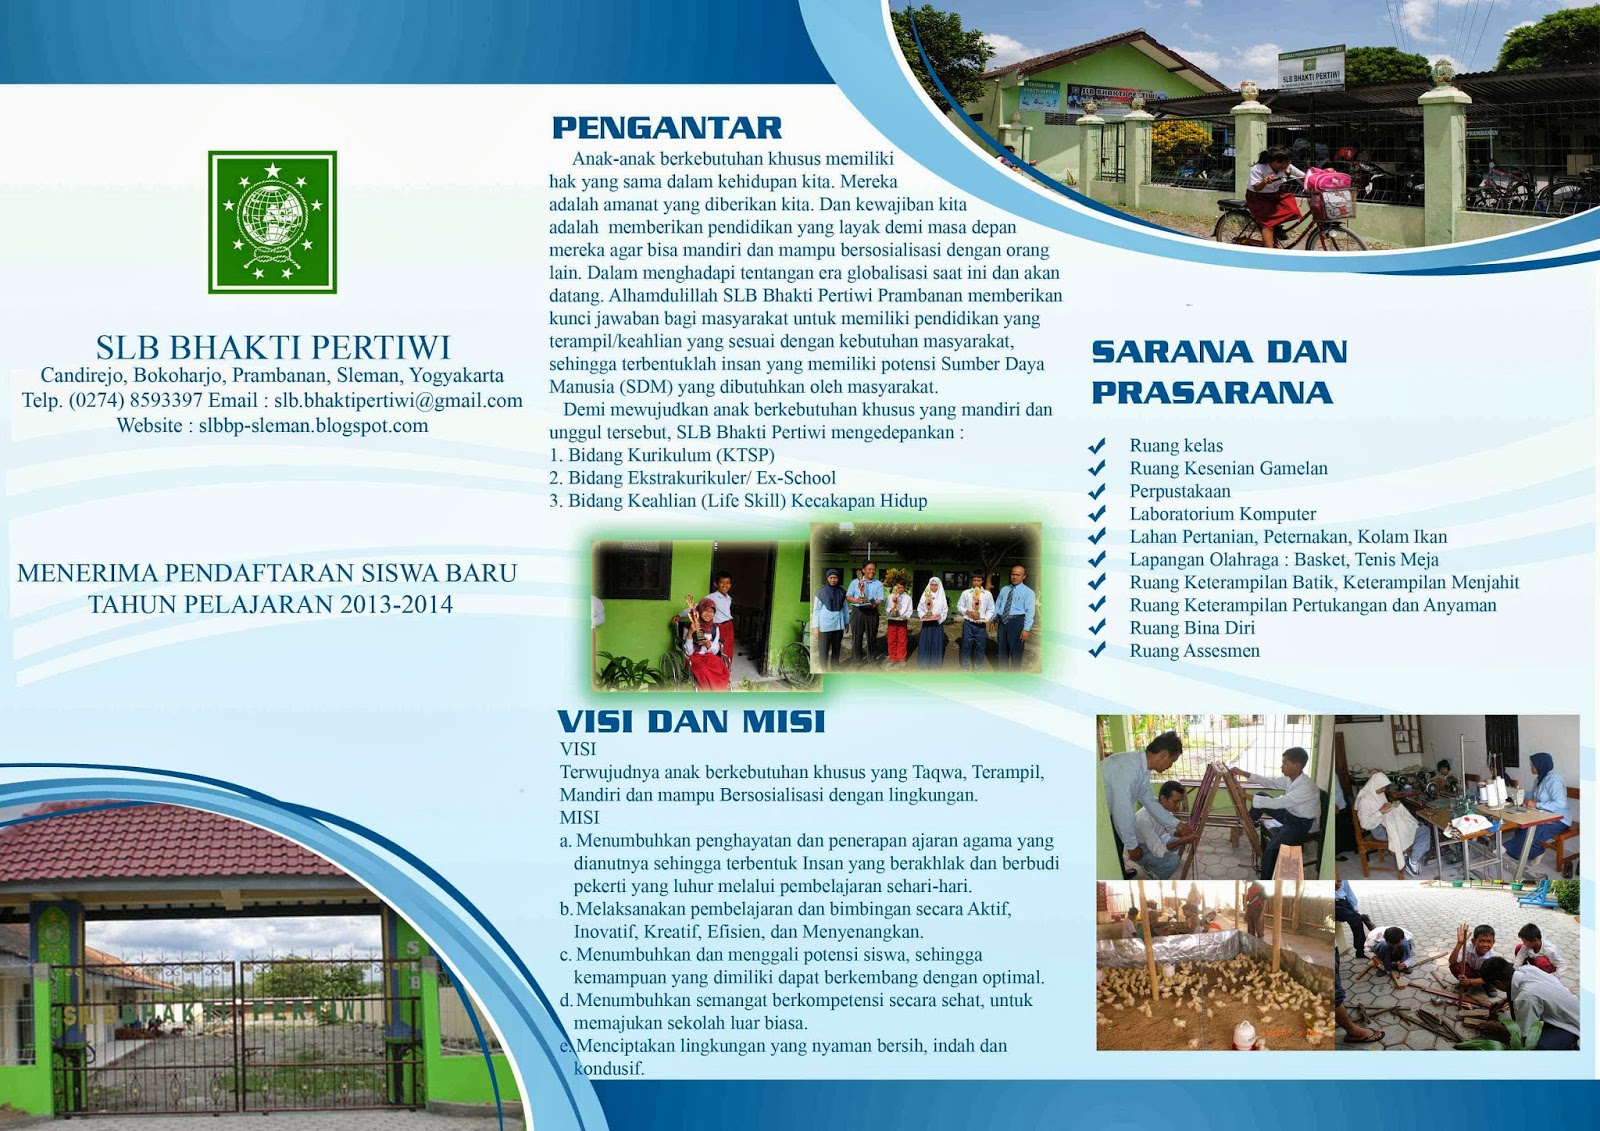 SLB BHAKTI PERTIWI
Candirejo, Bokoharjo, Prambanan, Sleman, Yogyakarta
Telp. (0274) 8593397 Email : slb.bhaktipertiwi@gmail.com
Website : slbbp-sleman.blogspot.com
MENERIMA PENDAFTARAN SISWA BARU
TAHUN PELAJARAN 2013-2014
SLB BHAKTI PERTIWI
SLB
PENGANTAR
Anak-anak berkebutuhan khusus memiliki
hak yang sama dalam kehidupan kita. Mereka
adalah amanat yang diberikan kita. Dan kewajiban kita
adalah memberikan pendidikan yang layak demi masa depan
mereka agar bisa mandiri dan mampu bersosialisasi dengan orang
lain. Dalam menghadapi tentangan era globalisasi saat ini dan akan
datang. Alhamdulillah SLB Bhakti Pertiwi Prambanan memberikan
kunci jawaban bagi masyarakat untuk memiliki pendidikan yang
terampil/keahlian yang sesuai dengan kebutuhan masyarakat,
sehingga terbentuklah insan yang memiliki potensi Sumber Daya
Manusia (SDM) yang dibutuhkan oleh masyarakat.
Demi mewujudkan anak berkebutuhan khusus yang mandiri dan
unggul tersebut, SLB Bhakti Pertiwi mengedepankan :
1. Bidang Kurikulum (KTSP)
2. Bidang Ekstrakurikuler/ Ex-School
3. Bidang Keahlian (Life Skill) Kecakapan Hidup
VISI DAN MISI
VISI
Terwujudnya anak berkebutuhan khusus yang Taqwa, Terampil,
Mandiri dan mampu Bersosialisasi dengan lingkungan.
MISI
a. Menumbuhkan penghayatan dan penerapan ajaran agama yang
dianutnya sehingga terbentuk Insan yang berakhlak dan berbudi
pekerti yang luhur melalui pembelajaran sehari-hari.
b. Melaksanakan pembelajaran dan bimbingan secara Aktif,
Inovatif, Kreatif, Efisien, dan Menyenangkan.
c. Menumbuhkan dan menggali potensi siswa, sehingga
kemampuan yang dimiliki dapat berkembang dengan optimal.
d. Menumbuhkan semangat berkompetensi secara sehat, untuk
memajukan sekolah luar biasa.
e. Menciptakan lingkungan yang nyaman bersih, indah dan
kondusif.
SLB BHAKTI PERTIWI
SLB BHAKTI PERTIWI
SARANA DAN
PRASARANA
Ruang kelas
Ruang Kesenian Gamelan
Perpustakaan
Laboratorium Komputer
Lahan Pertanian, Peternakan, Kolam Ikan
Lapangan Olahraga : Basket, Tenis Meja
Ruang Keterampilan Batik, Keterampilan Menjahit
Ruang Keterampilan Pertukangan dan Anyaman
Ruang Bina Diri
Ruang Assesmen